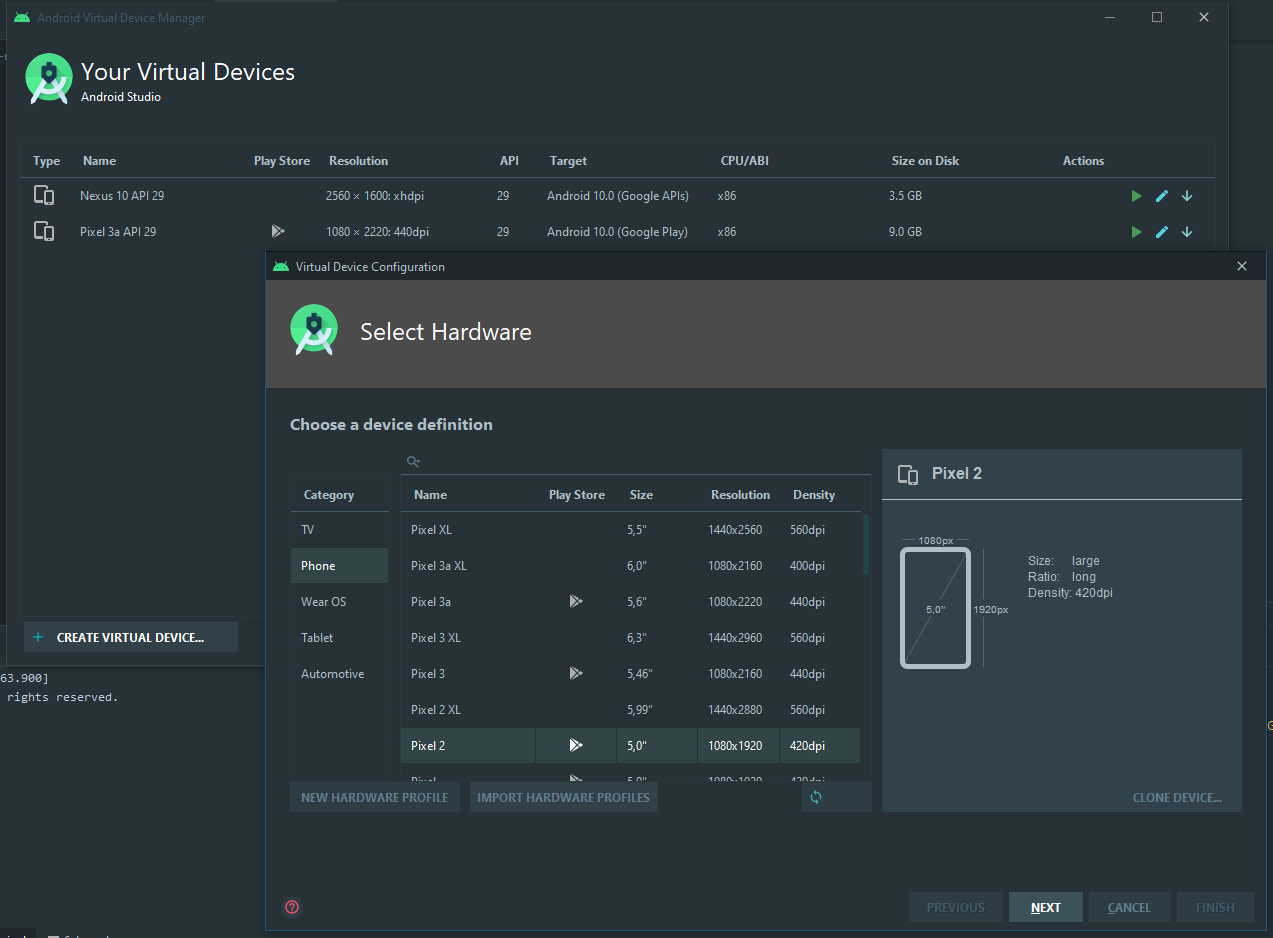 Android Virtual Device Manager
Your Virtual Devices
Android Studio
Type Name Play Store Resolution API Target CPU/ABI Size on Disk Actions
Nexus 10 API 29 2560 × 1600: xhdpi 29 Android 10.0 (Google APIs) x86 3.5 GB
Pixel 3a API 29 1080 × 2220: 440dpi 29 Android 10.0 (Google Play) x86 9.0 GB
+ CREATE VIRTUAL DEVICE...
63.900]
rights reserved.
Virtual Device Configuration
Select Hardware
Choose a device definition
Category
TV
Phone
Wear OS
Tablet
Automotive
Name Play Store Size Resolution Density
Pixel XL 5,5" 1440x2560 560dpi
Pixel 3a XL 6,0" 1080x2160 400dpi
Pixel 3a 5,6" 1080x2220 440dpi
Pixel 3 XL 6,3" 1440x2960 560dpi
Pixel 3 5,46" 1080x2160 440dpi
Pixel 2 XL 5,99" 1440x2880 560dpi
Pixel 2 5,0" 1080x1920 420dpi
Pixel 5,0" 1080x1920 420dpi
NEW HARDWARE PROFILE IMPORT HARDWARE PROFILES
Pixel 2
1080px
5,0"
1920px
Size: large
Ratio: long
Density: 420dpi
CLONE DEVICE...
?
PREVIOUS NEXT CANCEL FINISH